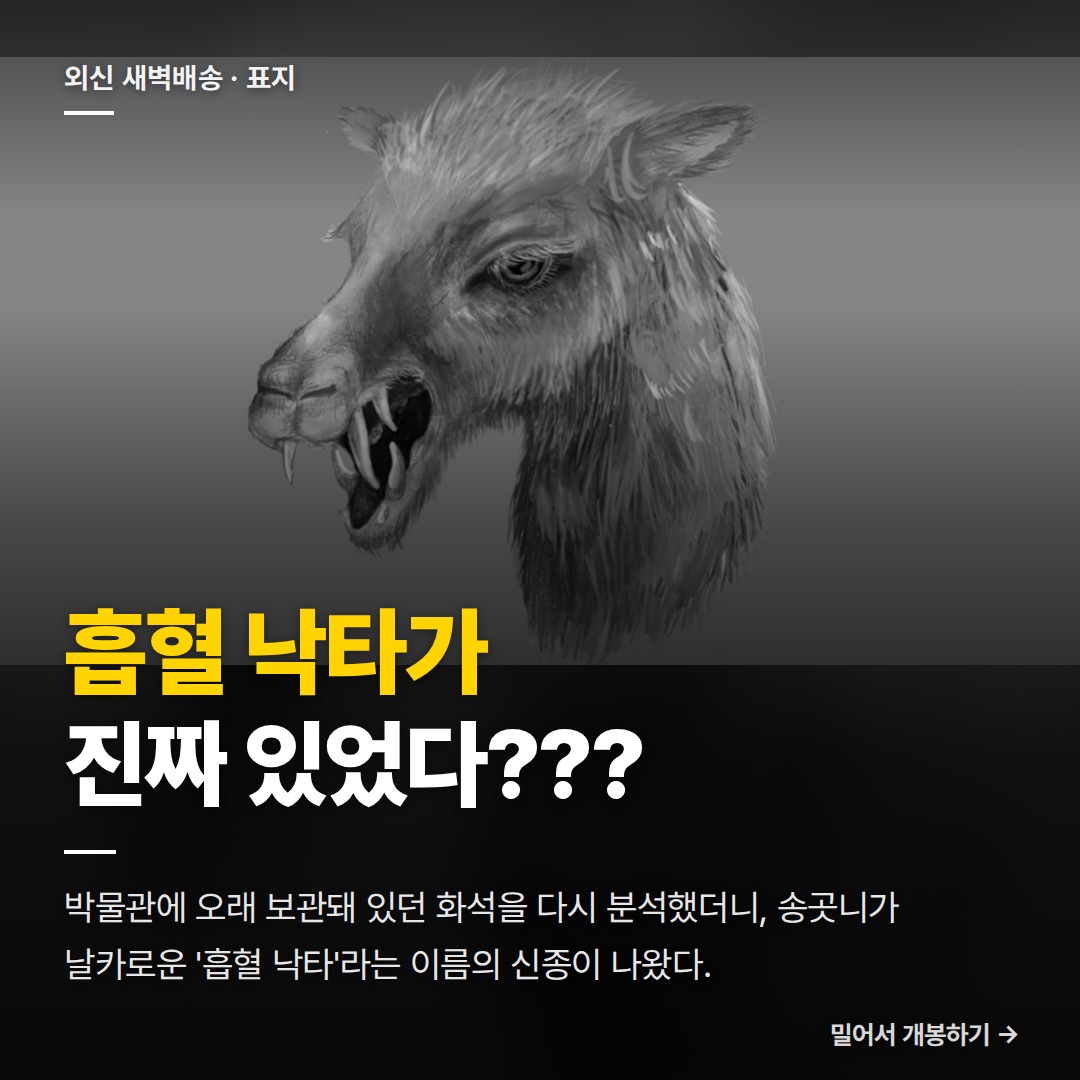 외신 새벽배송 · 표지
흡혈 낙타가
진짜 있었다???
박물관에 오래 보관돼 있던 화석을 다시 분석했더니, 송곳니가
날카로운 '흡혈 낙타'라는 이름의 신종이 나왔다.
밀어서 개봉하기 →